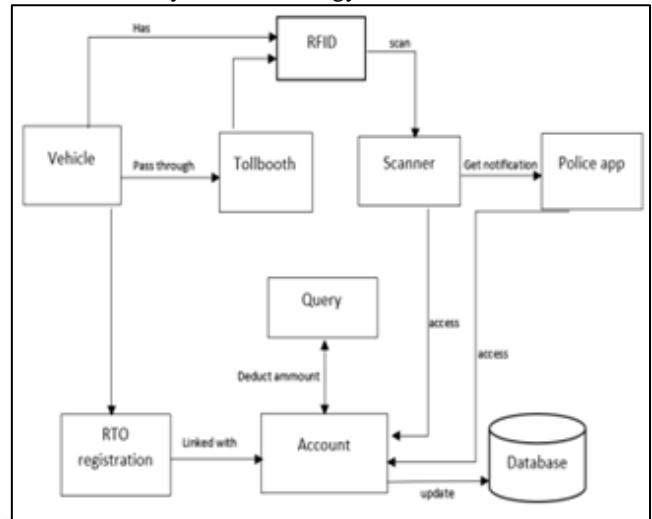 Has
RFID
scan
Vehicle
Pass through
Tollbooth
Scanner
Get notification
Police app
Query
access
access
Deduct ammount
RTO
registration
Linked with
Account
Database
update